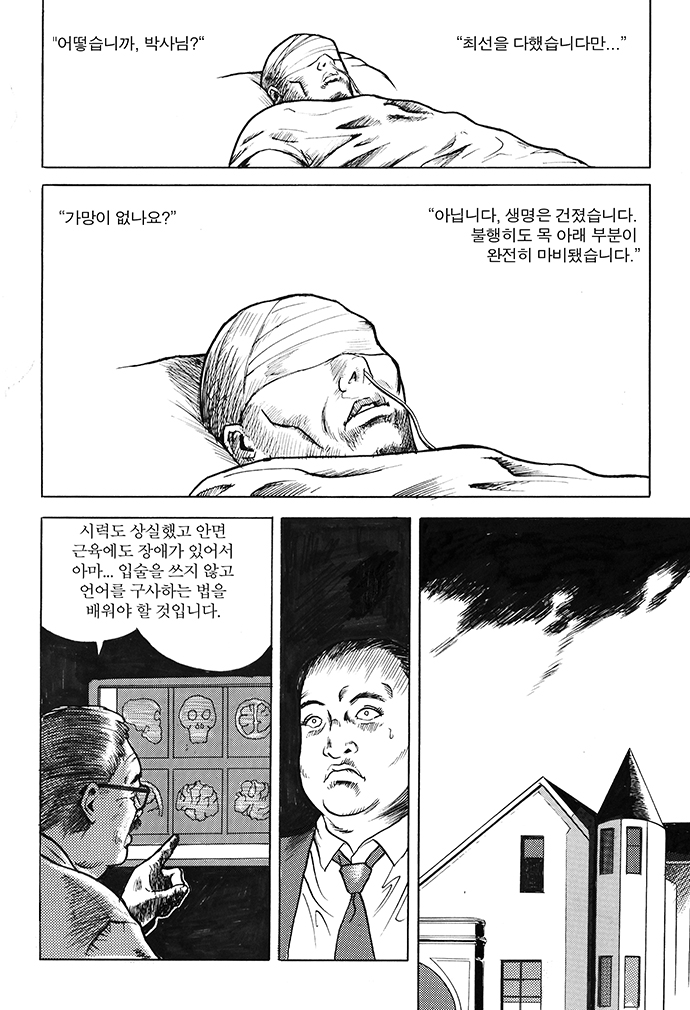 "어떻습니까, 박사님?“
“최선을 다했습니다만...”
“가망이 없나요?”
“아닙니다, 생명은 건졌습니다.
불행히도 목 아래 부분이
완전히 마비됐습니다.”
시력도 상실했고 안면
근육에도 장애가 있어서
아마... 입술을 쓰지 않고
언어를 구사하는 법을
배워야 할 것입니다.